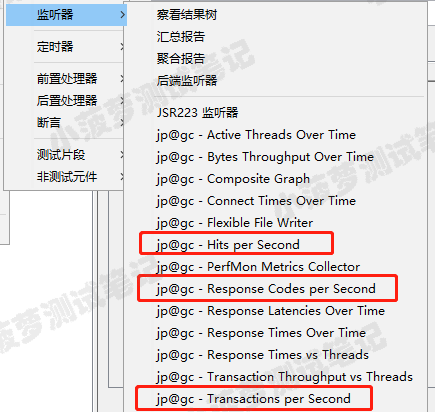 监听器
定时器
前置处理器
后置处理器
断言
测试片段
非测试元件
察看结果树
汇总报告
聚合报告
后端监听器
JSR223 监听器
jp@gc - Active Threads Over Time
jp@gc - Bytes Throughput Over Time
jp@gc - Composite Graph
jp@gc - Connect Times Over Time
jp@gc - Flexible File Writer
jp@gc - Hits per Second
jp@gc - PerfMon Metrics Collector
jp@gc - Response Codes per Second
jp@gc - Response Latencies Over Time
jp@gc - Response Times Over Time
jp@gc - Response Times vs Threads
jp@gc - Transaction Throughput vs Threads
jp@gc - Transactions per Second
小菠萝测试笔记